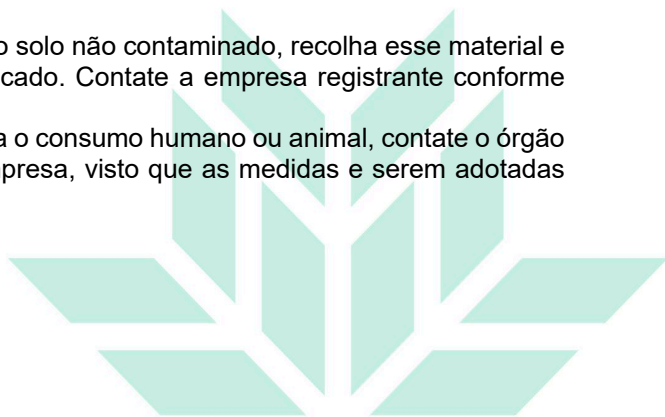 o solo não contaminado, recolha esse material e
cado. Contate a empresa registrante conforme
a o consumo humano ou animal, contate o órgão
presa, visto que as medidas e serem adotadas